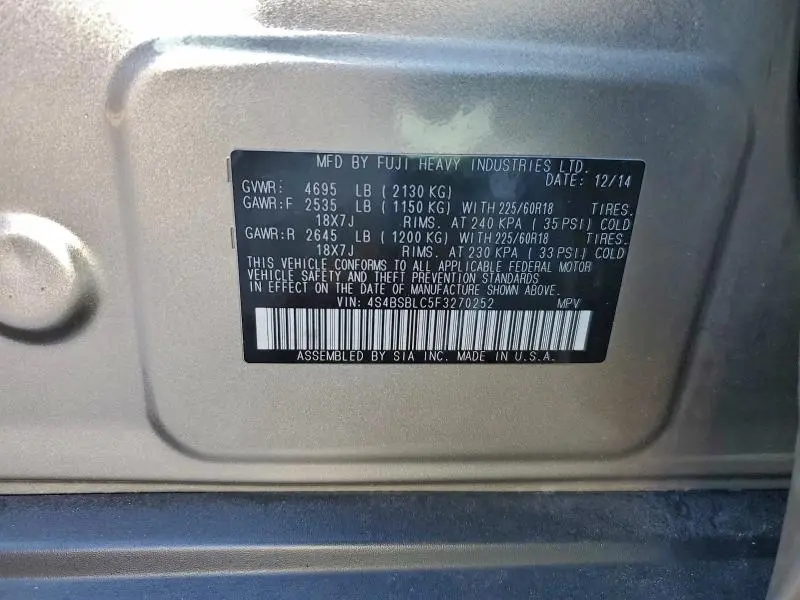 MFD BY FUJI HEAVY INDUSTRIES LTD.
DATE: 12/14
GVWR: 4695 LB ( 2130 KG)
GAWR:F 2535 LB ( 1150 KG) WITH 225/60R18 TIRES.
18X7J RIMS. AT 240 KPA ( 35 PSI) COLD
GAWR:R 2645 LB ( 1200 KG) WITH 225/60R18 TIRES.
18X7J RIMS. AT 230 KPA ( 33 PSI) COLD
THIS VEHICLE CONFORMS TO ALL APPLICABLE FEDERAL MOTOR
VEHICLE SAFETY AND THEFT PREVENTION STANDARDS
IN EFFECT ON THE DATE OF MANUFACTURE SHOWN ABOVE.
VIN: 4S4BSBLC5F3270252 MPV
ASSEMBLED BY SIA INC. MADE IN U.S.A.